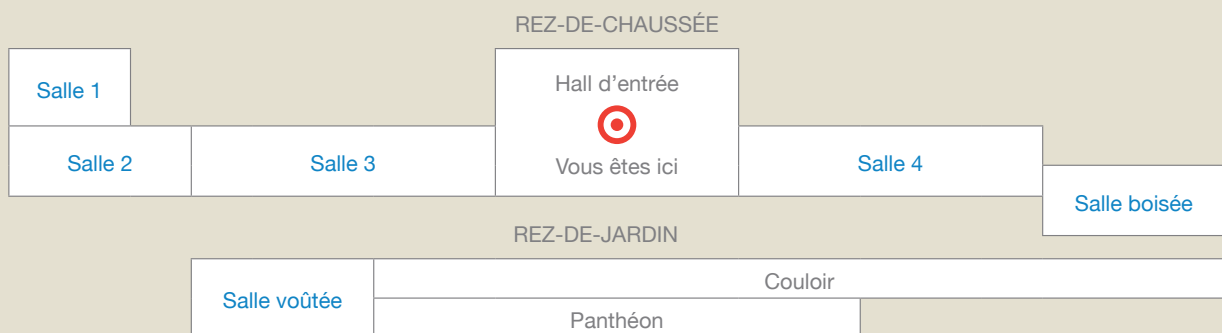 REZ-DE-CHAUSSÉE
Salle 1
Hall d'entrée
Vous êtes ici
Salle 2
Salle 3
Salle 4
Salle boisée
REZ-DE-JARDIN
Salle voûtée
Couloir
Panthéon